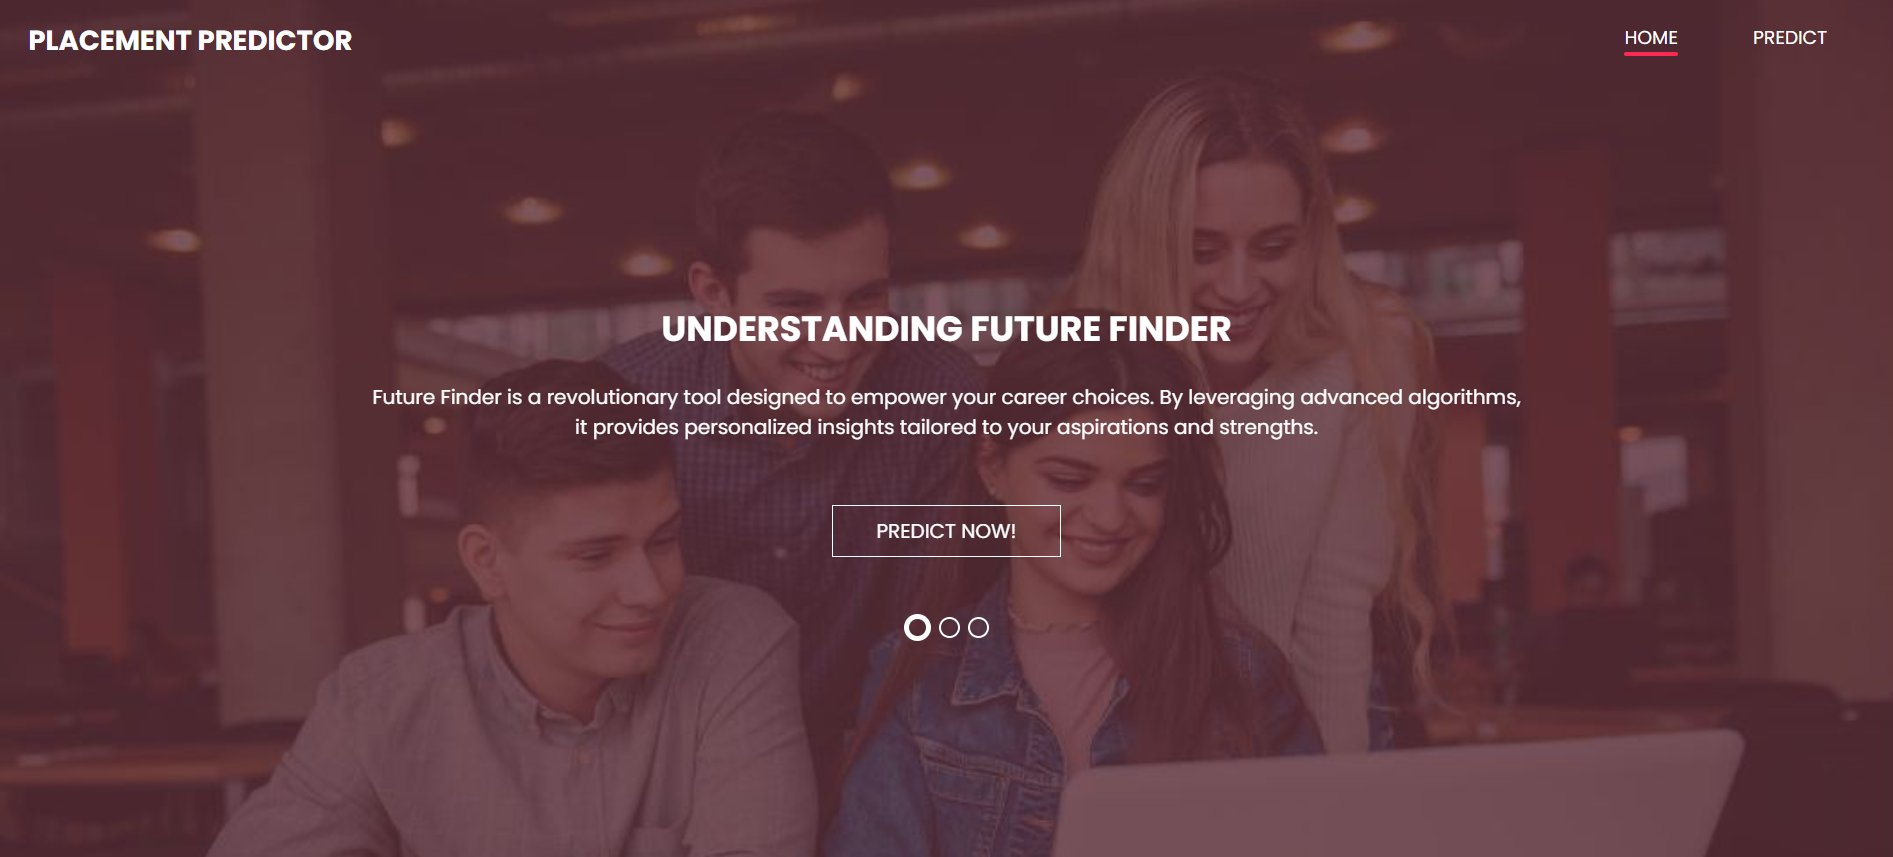 PLACEMENT PREDICTOR
HOME
PREDICT
UNDERSTANDING FUTURE FINDER
Future Finder is a revolutionary tool designed to empower your career choices. By leveraging advanced algorithms,
it provides personalized insights tailored to your aspirations and strengths.
PREDICT NOW!